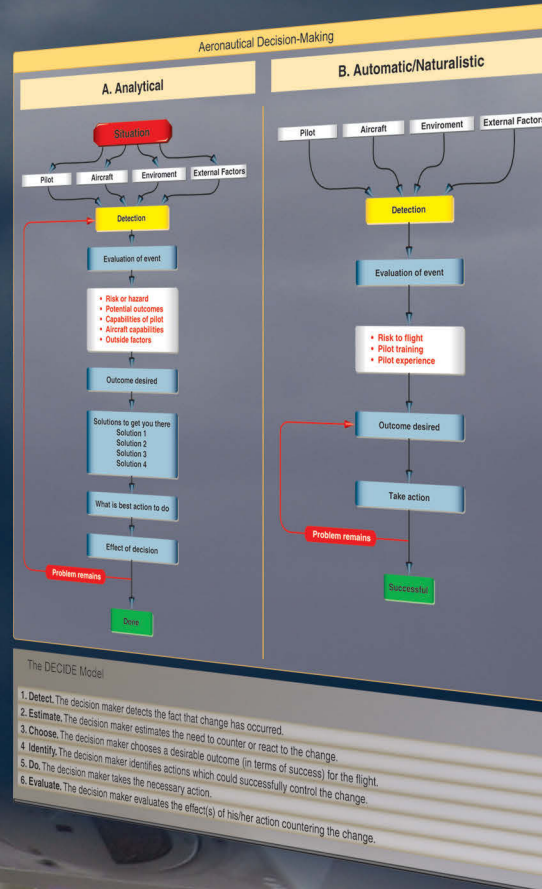 Aeronautical Decision-Making
A. Analytical
Situation
Pilot
Aircraft
Enviroment
External Factors
Detection
Evaluation of event
• Risk or hazard
• Potential outcomes
• Capabilities of pilot
• Aircraft capabilities
• Outside factors
Outcome desired
Solutions to get you there
Solution 1
Solution 2
Solution 3
Solution 4
What is best action to do
Effect of decision
Problem remains
Done
B. Automatic/Naturalistic
Pilot
Aircraft
Enviroment
External Factors
Detection
Evaluation of event
• Risk to flight
• Pilot training
• Pilot experience
Outcome desired
Take action
Problem remains
Successful
The DECIDE Model
1. Detect. The decision maker detects the fact that change has occurred.
2. Estimate. The decision maker estimates the need to counter or react to the change.
3. Choose. The decision maker chooses a desirable outcome (in terms of success) for the flight.
4 Identify. The decision maker identifies actions which could successfully control the change.
5. Do. The decision maker takes the necessary action.
6. Evaluate. The decision maker evaluates the effect(s) of his/her action countering the change.